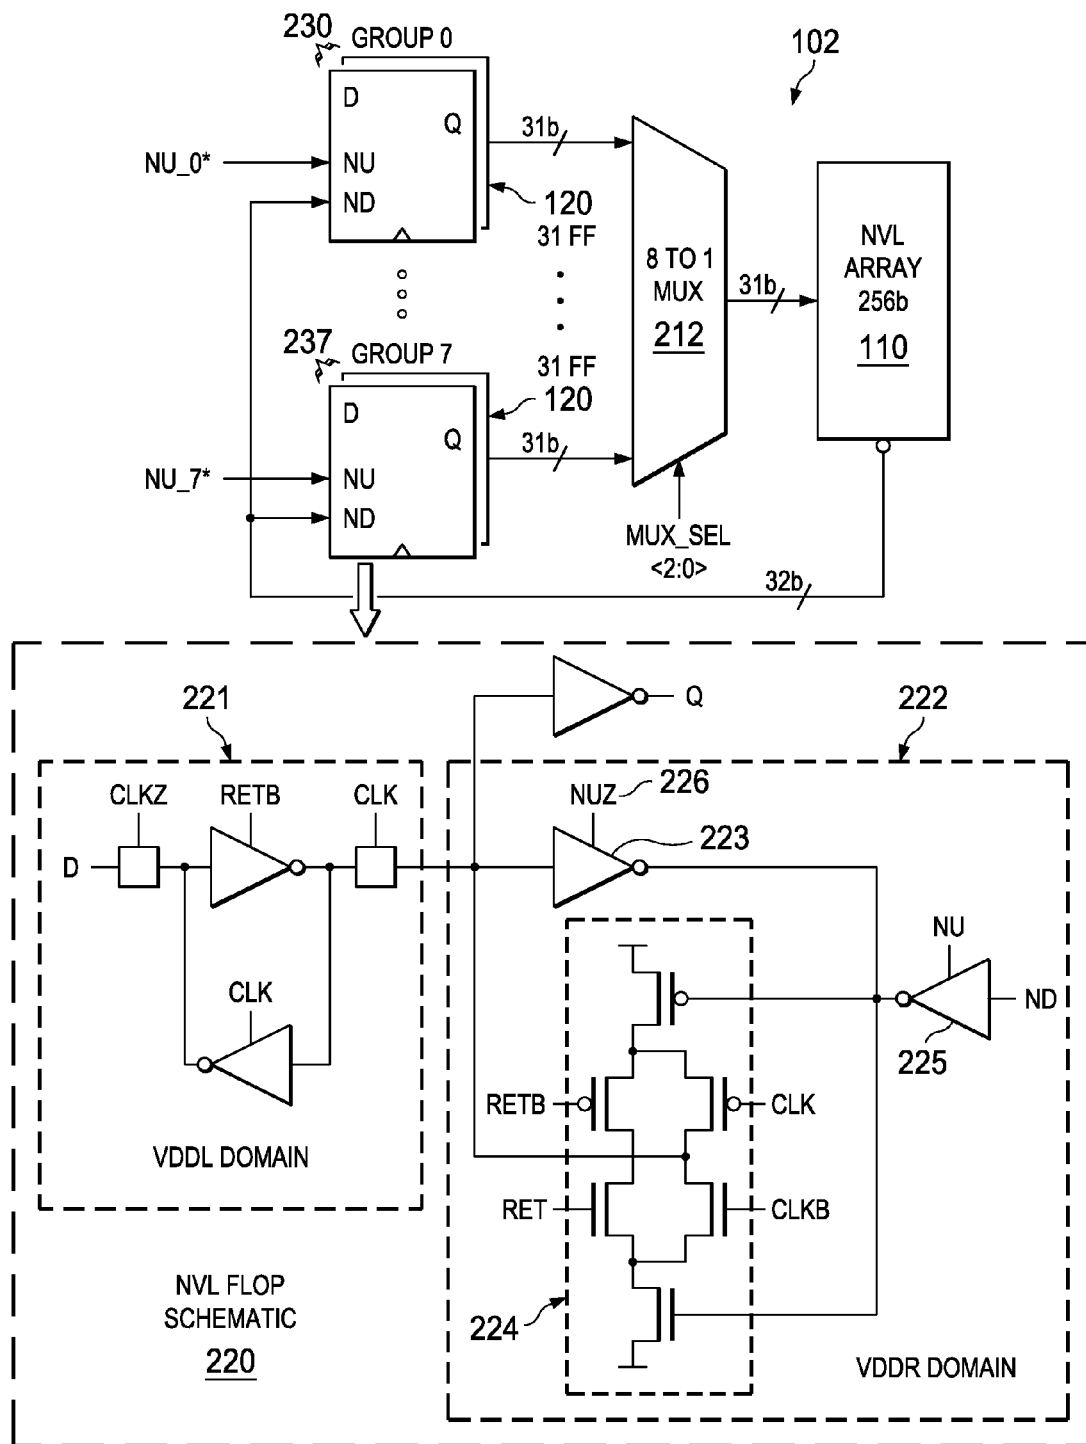 230
GROUP 0
102
D
Q
31b
NU_0*
NU
ND
120
31 FF
8 TO 1
MUX
212
31b
NVL
ARRAY
256b
110
237
GROUP 7
31 FF
120
D
Q
31b
NU_7*
NU
ND
MUX_SEL
<2:0>
32b
221
Q
222
CLKZ
RETB
CLK
NUZ
226
223
D
NU
CLK
ND
225
RETB
CLK
VDDL DOMAIN
RET
CLKB
NVL FLOP
SCHEMATIC
220
224
VDDR DOMAIN